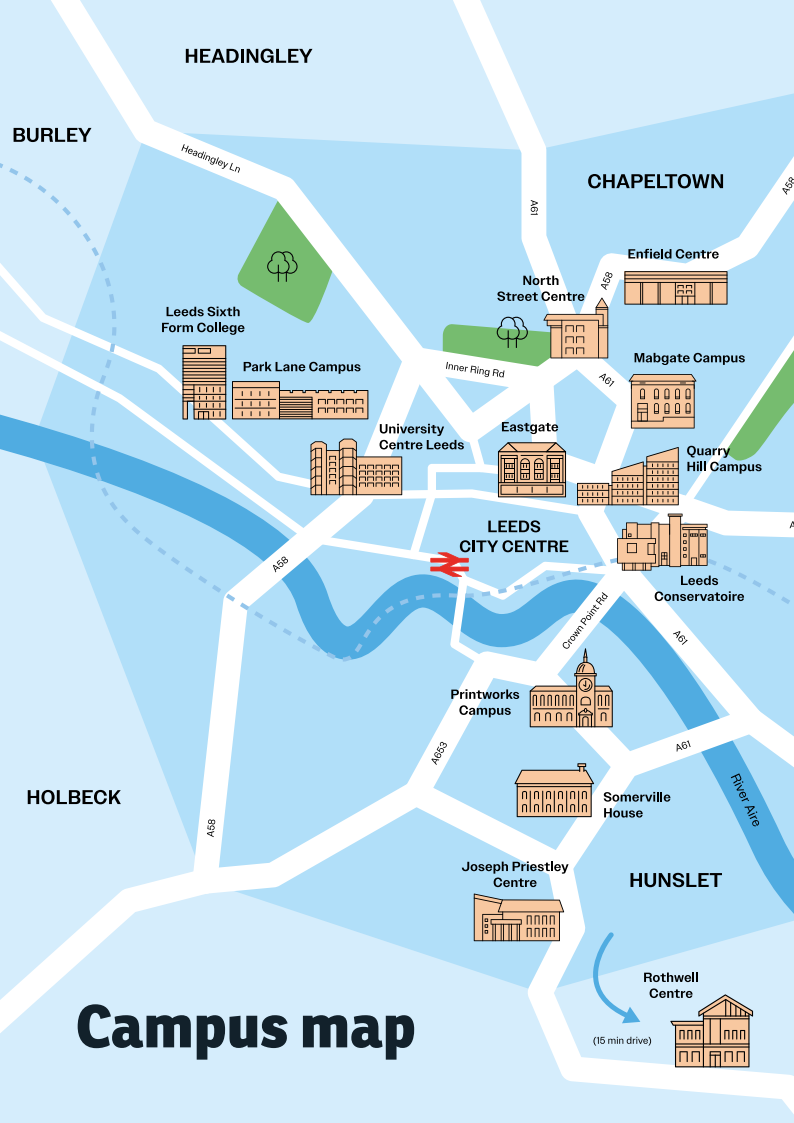 HEADINGLEY
BURLEY
Headingley Ln
CHAPELTOWN
A58
A61
Enfield Centre
A58
North
Street Centre
Leeds Sixth
Form College
Park Lane Campus
Inner Ring Rd
Mabgate Campus
A61
University
Centre Leeds
Eastgate
Quarry
Hill Campus
LEEDS
CITY CENTRE
A
A58
Leeds
Conservatoire
Crown Point Rd
A61
Printworks
Campus
A653
A61
HOLBECK
Somerville
House
River Aire
A58
Joseph Priestley
Centre
HUNSLET
Rothwell
Centre
(15 min drive)
Campus map